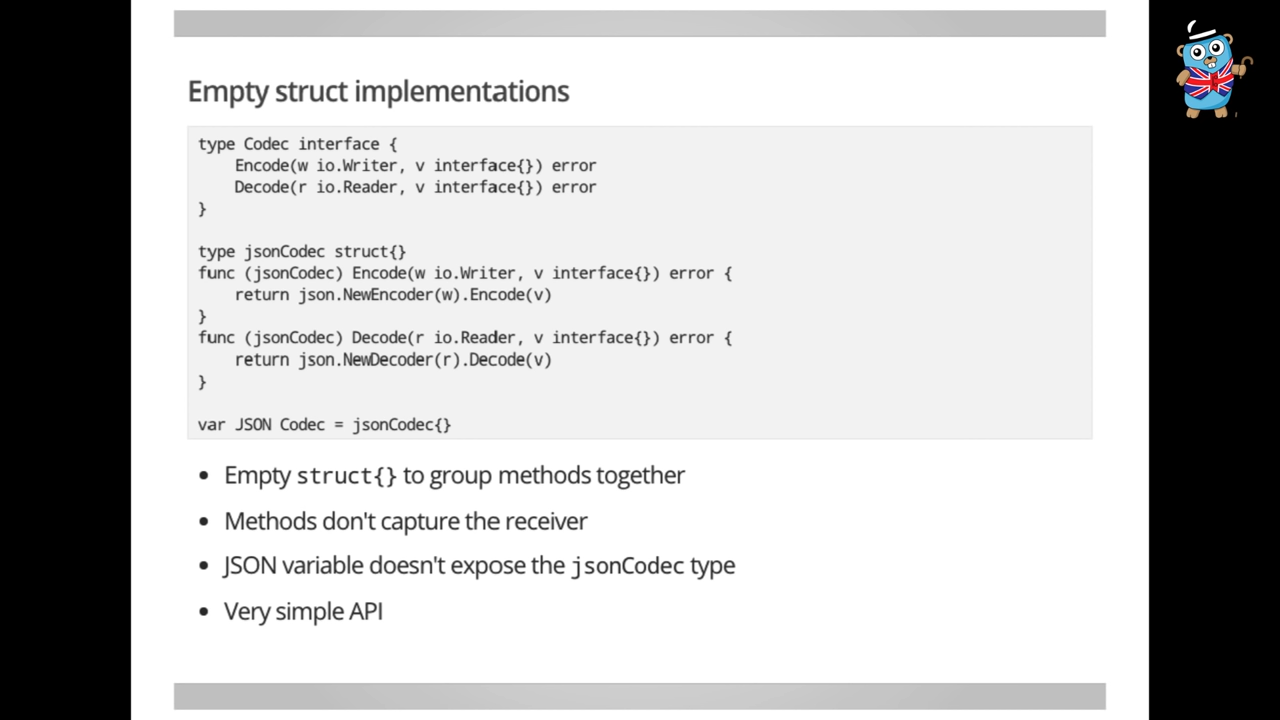 Empty struct implementations
type Codec interface {
    Encode(w io.Writer, v interface{}) error
    Decode(r io.Reader, v interface{}) error
}
type jsonCodec struct{}
func (jsonCodec) Encode(w io.Writer, v interface{}) error {
    return json.NewEncoder(w).Encode(v)
}
func (jsonCodec) Decode(r io.Reader, v interface{}) error {
    return json.NewDecoder(r).Decode(v)
}
var JSON Codec = jsonCodec{}
• Empty struct{} to group methods together
• Methods don't capture the receiver
• JSON variable doesn't expose the jsonCodec type
• Very simple API